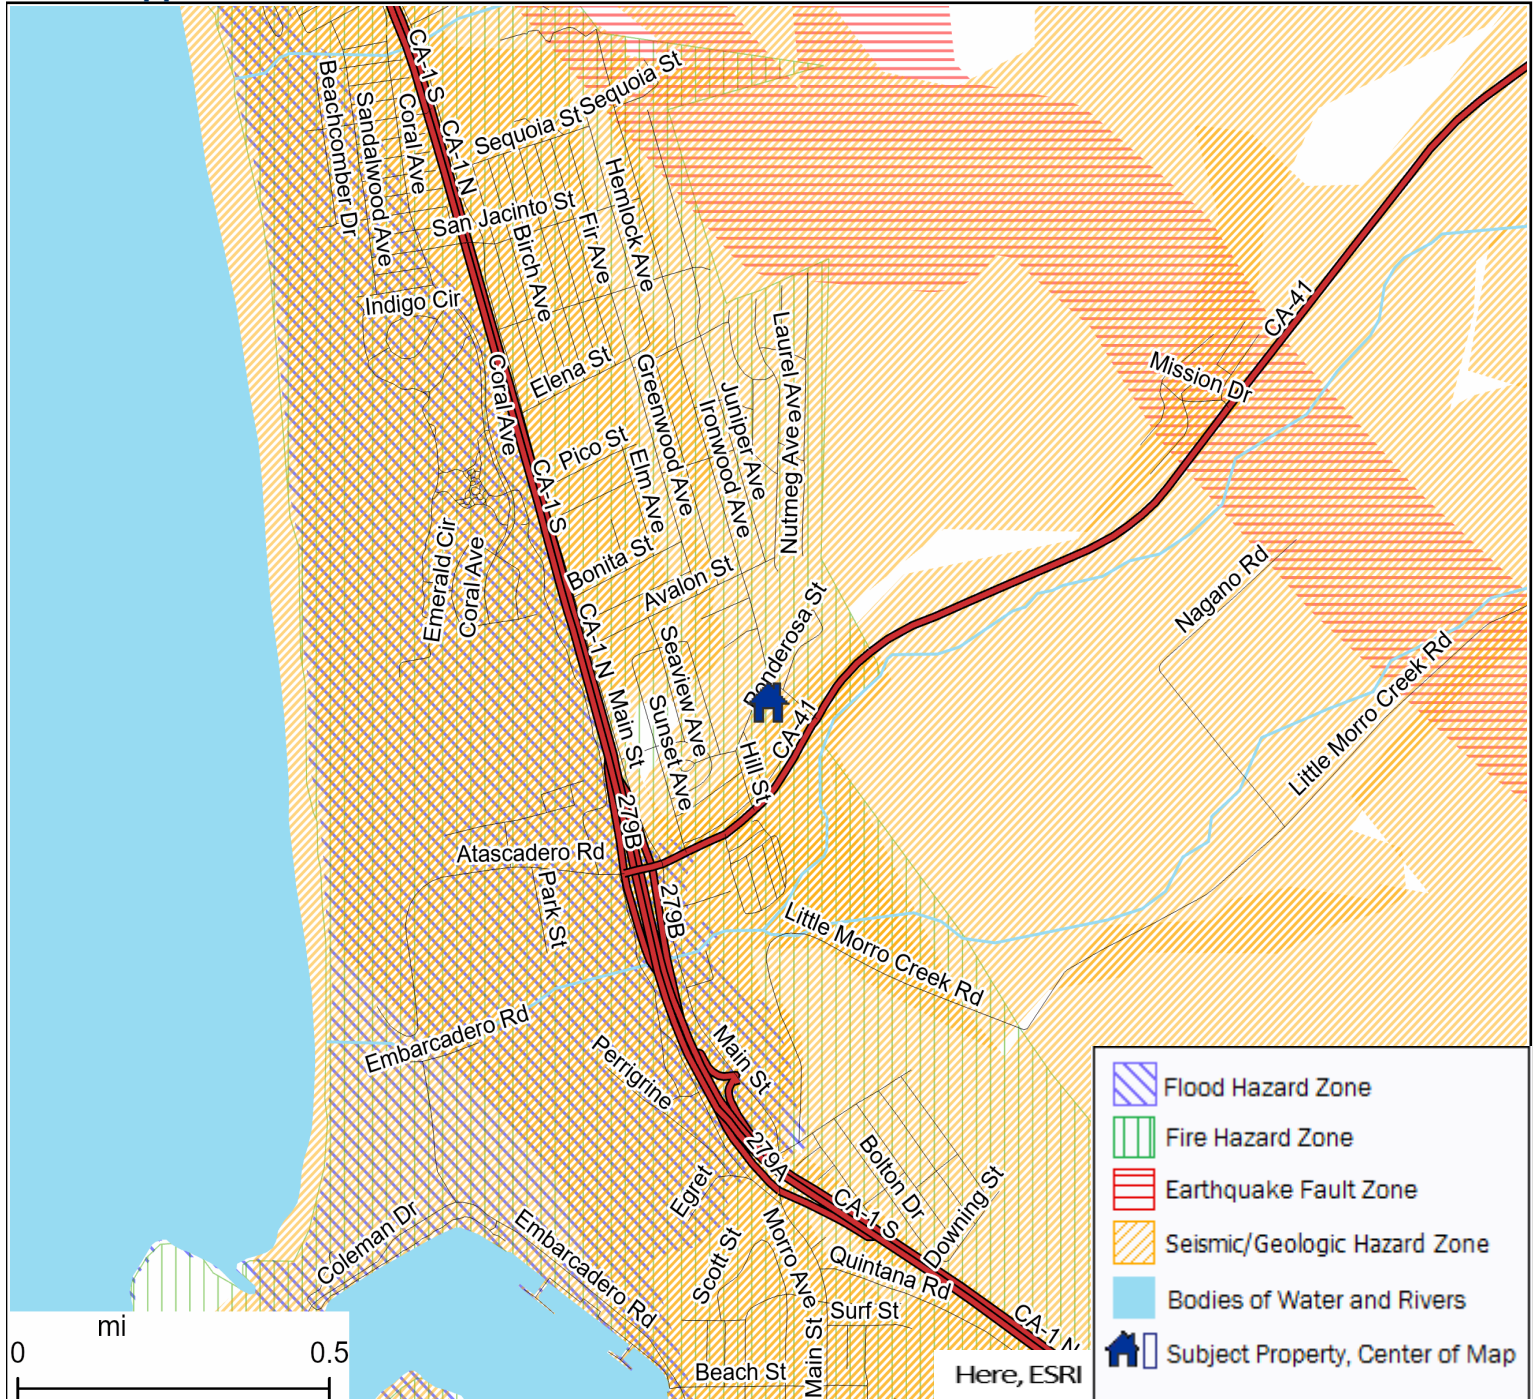 CA-1 S
Beachcomber Dr
Sandalwood Ave
Coral Ave
CA-1 N
Sequoia St
Sequoia St
Hemlock Ave
San Jacinto St
Birch Ave
Fir Ave
Indigo Cir
CA-41
Laurel Ave
Mission Dr
Coral Ave
Elena St
Greenwood Ave
Juniper Ave
Ironwood Ave
Nutmeg Ave
Pico St
Elm Ave
CA-1 S
Emerald Cir
Coral Ave
Bonita St
Avalon St
Nagano Rd
CA-1 N
Ponderosa St
Seaview Ave
Little Morro Creek Rd
Main St
Sunset Ave
CA-41
Hill St
279B
Atascadero Rd
Park St
279B
Little Morro Creek Rd
Embarcadero Rd
Perrigrine
Main St
279A
Bolton Dr
Egret
CA-1 S
Downing St
Coleman Dr
Embarcadero Rd
Scott St
Morro Ave
Quintana Rd
Surf St
CA-1 N
Main St
Beach St
mi
0 0.5
Here, ESRI
Flood Hazard Zone
Fire Hazard Zone
Earthquake Fault Zone
Seismic/Geologic Hazard Zone
Bodies of Water and Rivers
Subject Property, Center of Map